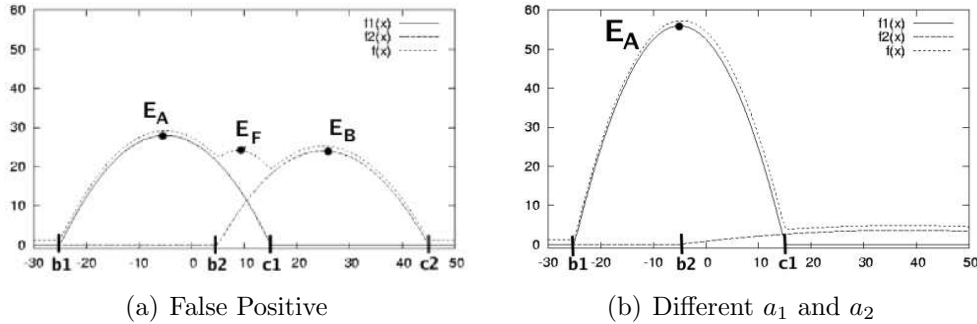 60
50
40
30
20
10
0
f1(x)
f2(x)
f(x)
E_A
E_F
E_B
-30 -20 -10 0 10 20 30 40 50
b1 b2 c1 c2
(a) False Positive
60
50
40
30
20
10
0
f1(x)
f2(x)
f(x)
E_A
-30 -20 -10 0 10 20 30 40 50
b1 b2 c1
(b) Different a_1 and a_2